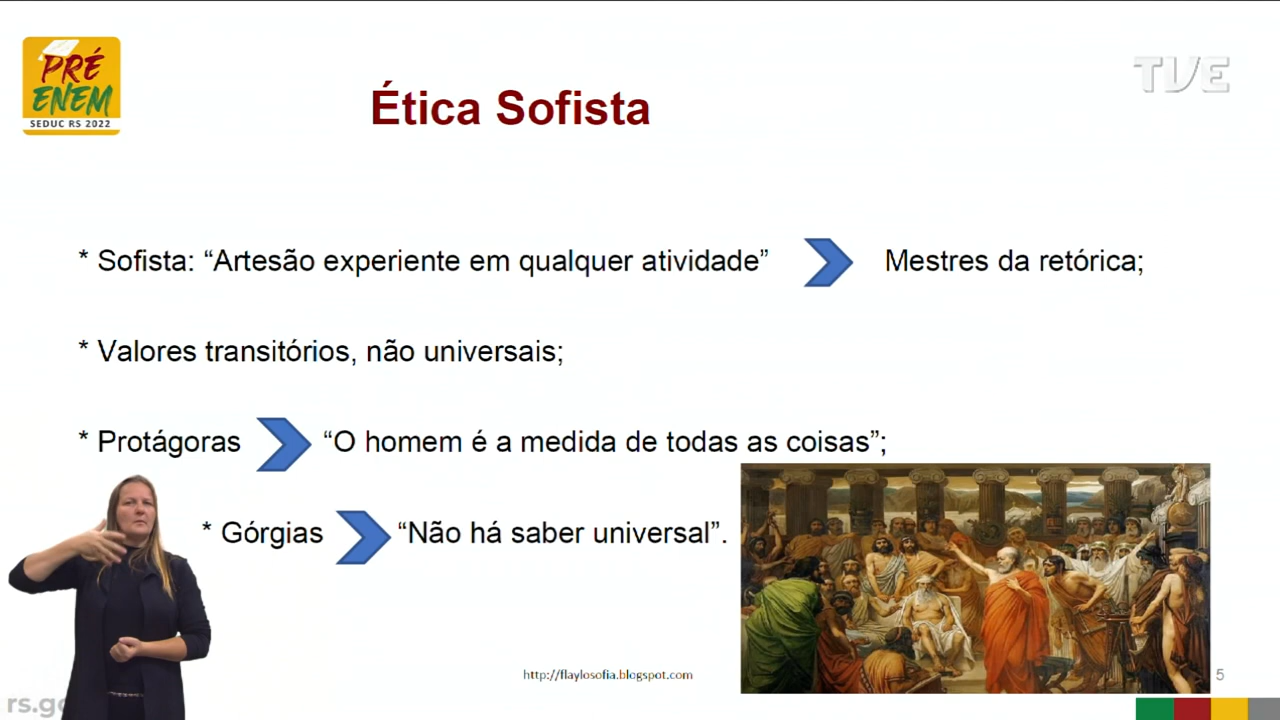 PRÉ
ENEM
SEDUC RS 2022
TVE
Ética Sofista
* Sofista: “Artesão experiente em qualquer atividade” Mestres da retórica;
* Valores transitórios, não universais;
* Protágoras “O homem é a medida de todas as coisas”;
* Górgias “Não há saber universal”.
http://flaylosofia.blogspot.com
5
rs.go